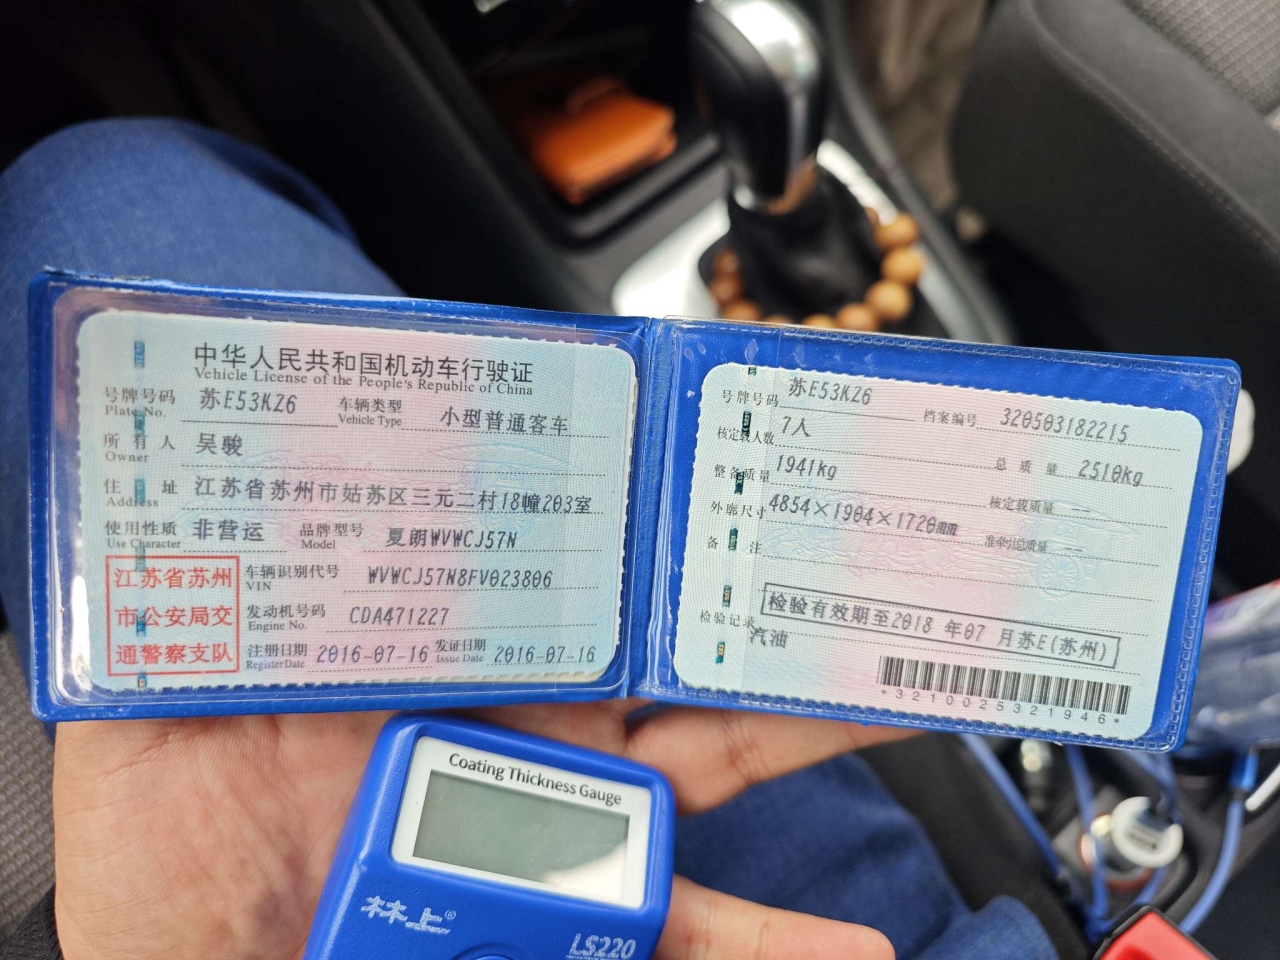 中华人民共和国机动车行驶证
Vehicle License of the People's Republic of China
号牌号码 苏E53KZ6 车辆类型 小型普通客车
Plate No. Vehicle Type
所有人 吴骏
Owner
住址 江苏省苏州市姑苏区三元二村18幢203室
Address
使用性质 非营运 品牌型号 夏朗WVWCJ57N
Use Character Model
江苏省苏州
市公安局交
通警察支队
车辆识别代号 WVWCJ57N8FV023806
VIN
发动机号码 CDA471227
Engine No.
注册日期 2016-07-16 发证日期 2016-07-16
Register Date Issue Date
号牌号码 苏E53KZ6 档案编号 320503182215
核定载人数 7人 总质量 2510kg
整备质量 1941kg 核定载质量
外廓尺寸 4854×1904×1720mm 准牵引总质量 --
备注
检验记录 检验有效期至2018年07月苏E(苏州)
汽油
*3210025321946*
Coating Thickness Gauge
林上®
LS220